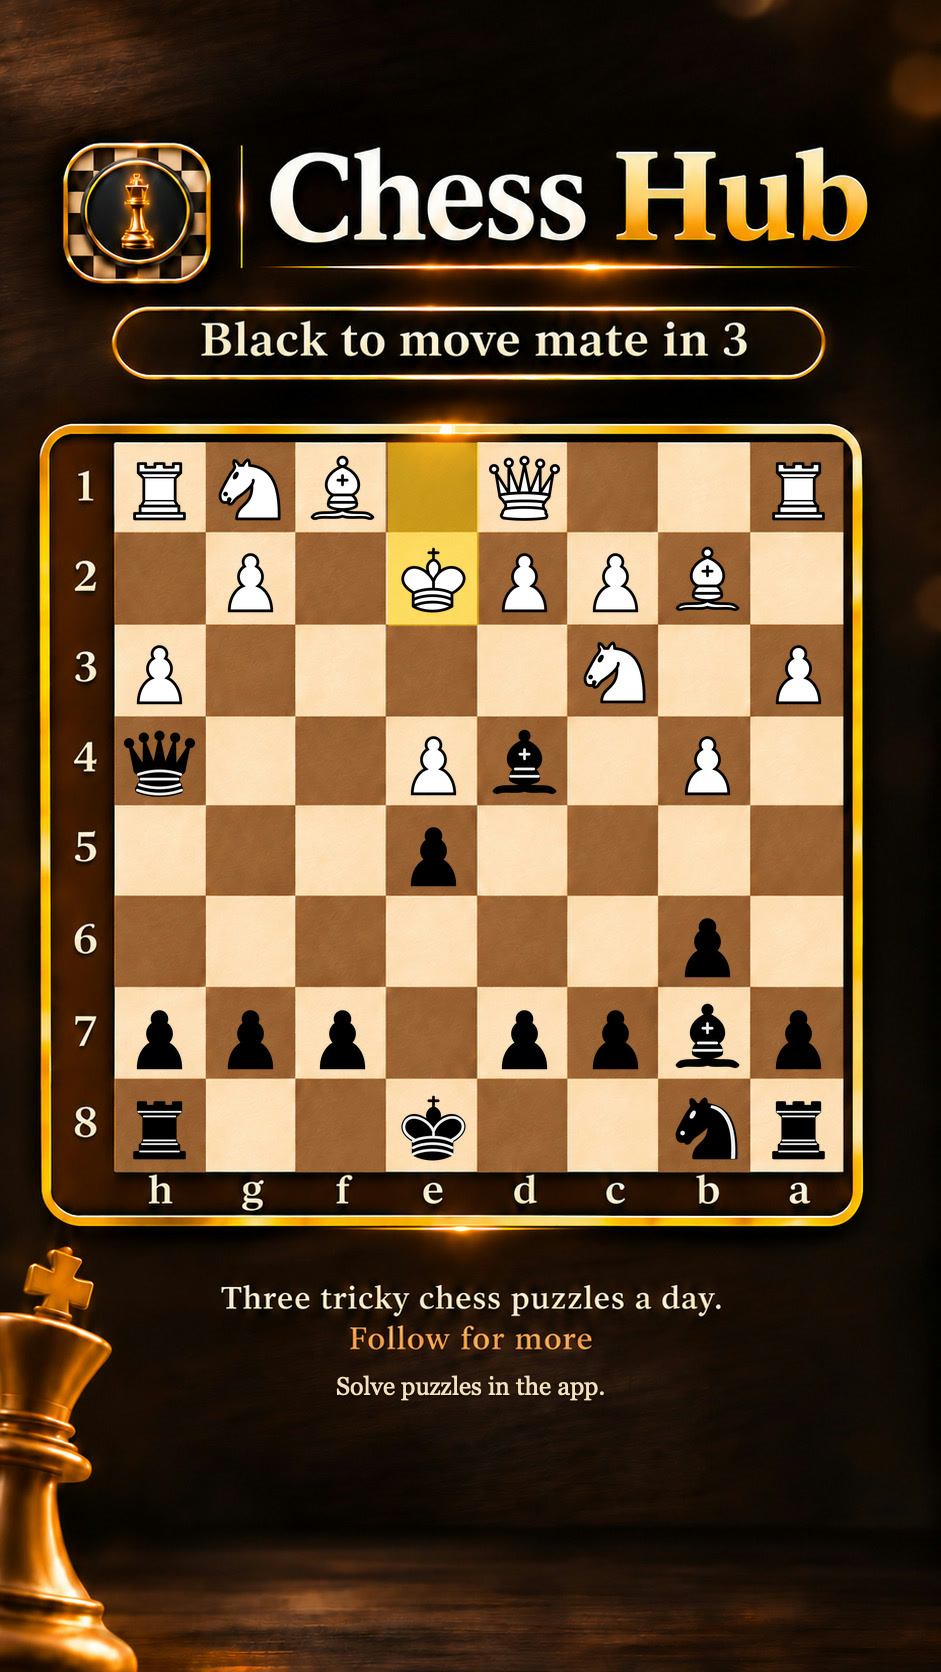 Chess Hub
Black to move mate in 3
1
2
3
4
5
6
7
8
h g f e d c b a
Three tricky chess puzzles a day.
Follow for more
Solve puzzles in the app.